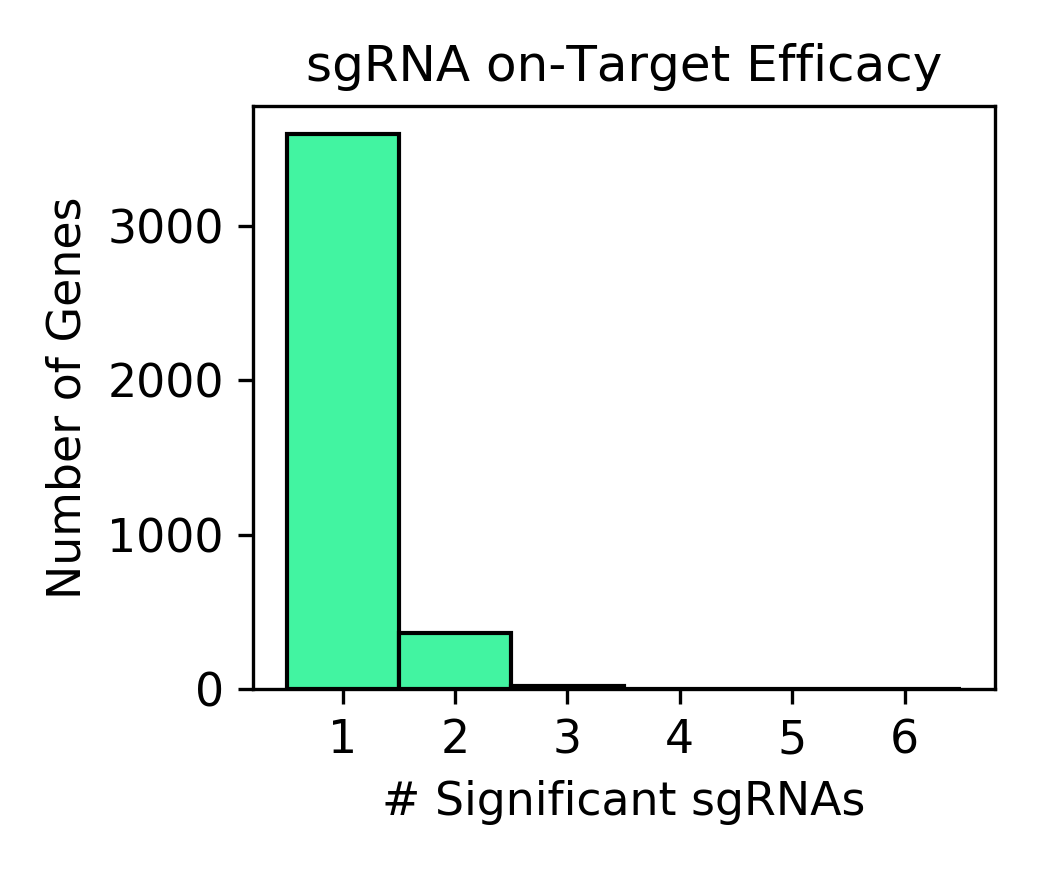 sgRNA on-Target Efficacy
Number of Genes
3000
2000
1000
0
1 2 3 4 5 6
# Significant sgRNAs